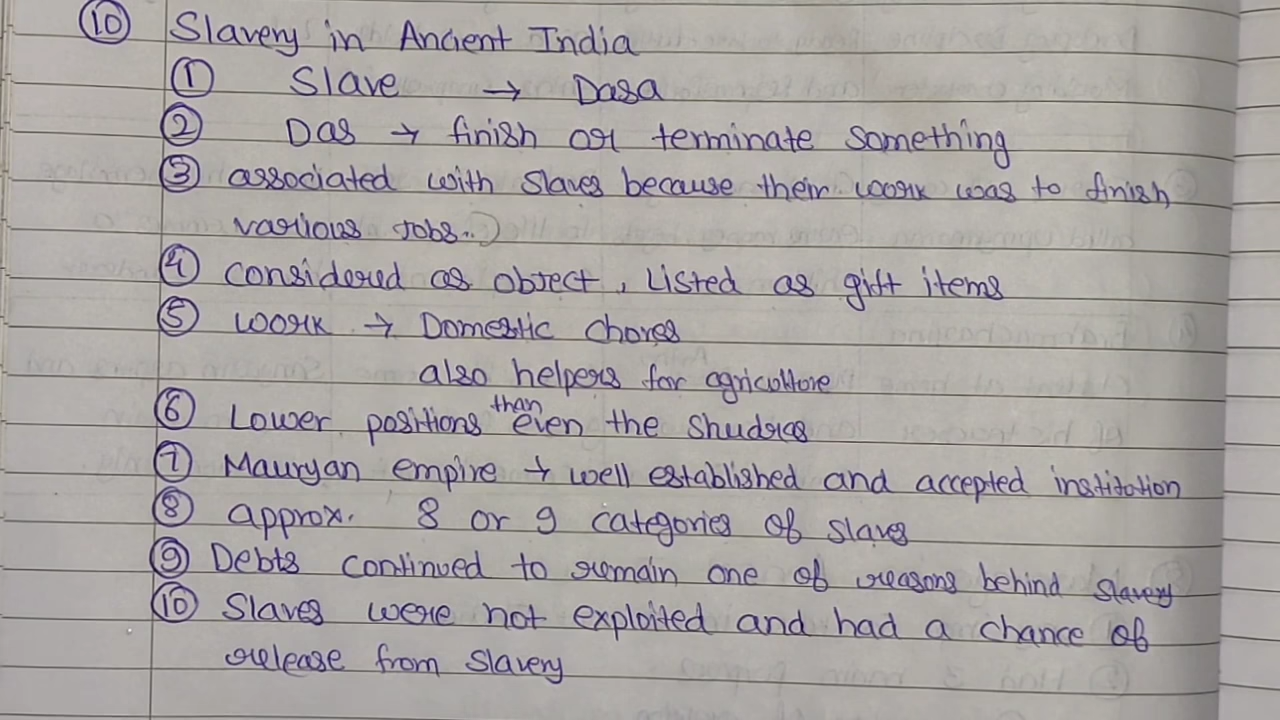 10 Slavery in Ancient India
1 Slave → Dasa
2 Das → finish or terminate something
3 associated with slaves because their work was to finish
various jobs..)
4 considered as object, Listed as gift items
5 work → Domestic chores
also helpers for agriculture
6 Lower positions than even the Shudras
7 Mauryan empire → well established and accepted institution
8 approx. 8 or 9 categories of slaves
9 Debts continued to remain one of reasons behind slavery
10 Slaves were not exploited and had a chance of
release from slavery